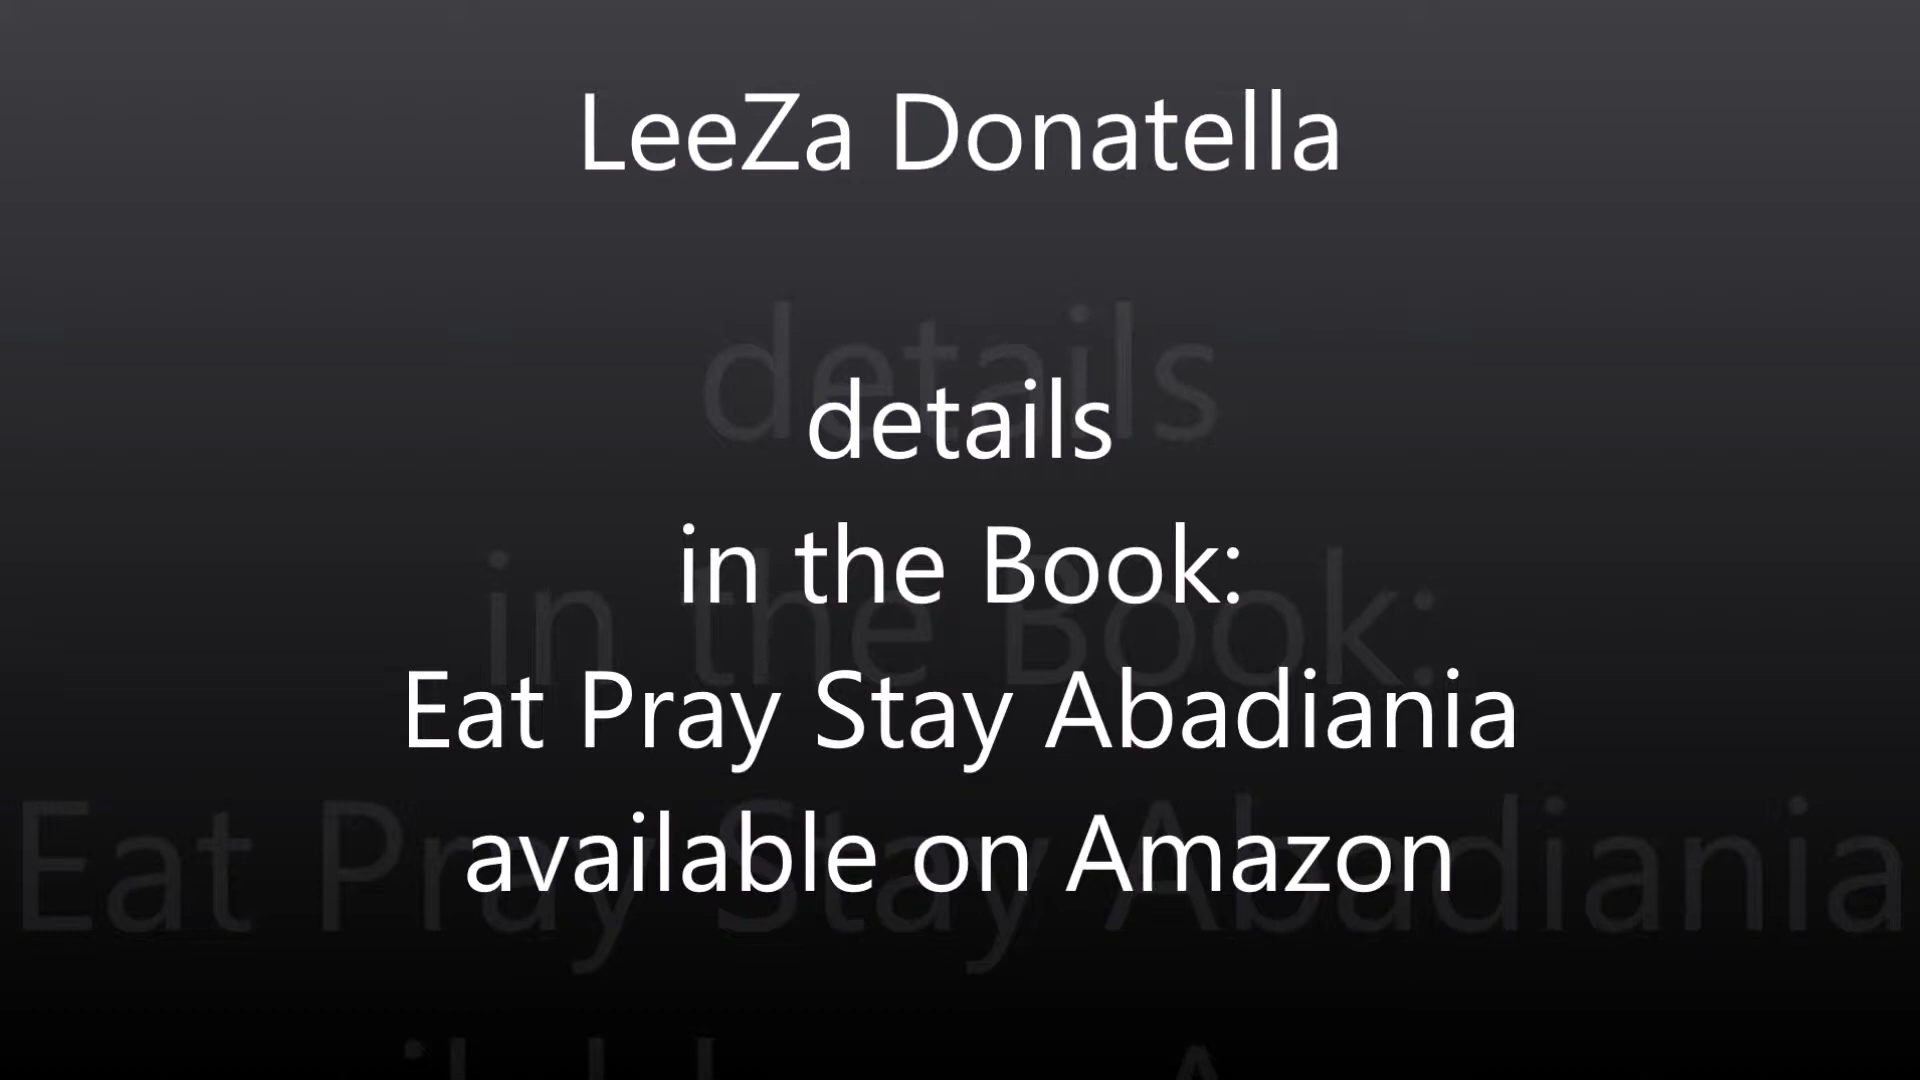 LeeZa Donatella
details
in the Book:
Eat Pray Stay Abadiania
available on Amazon